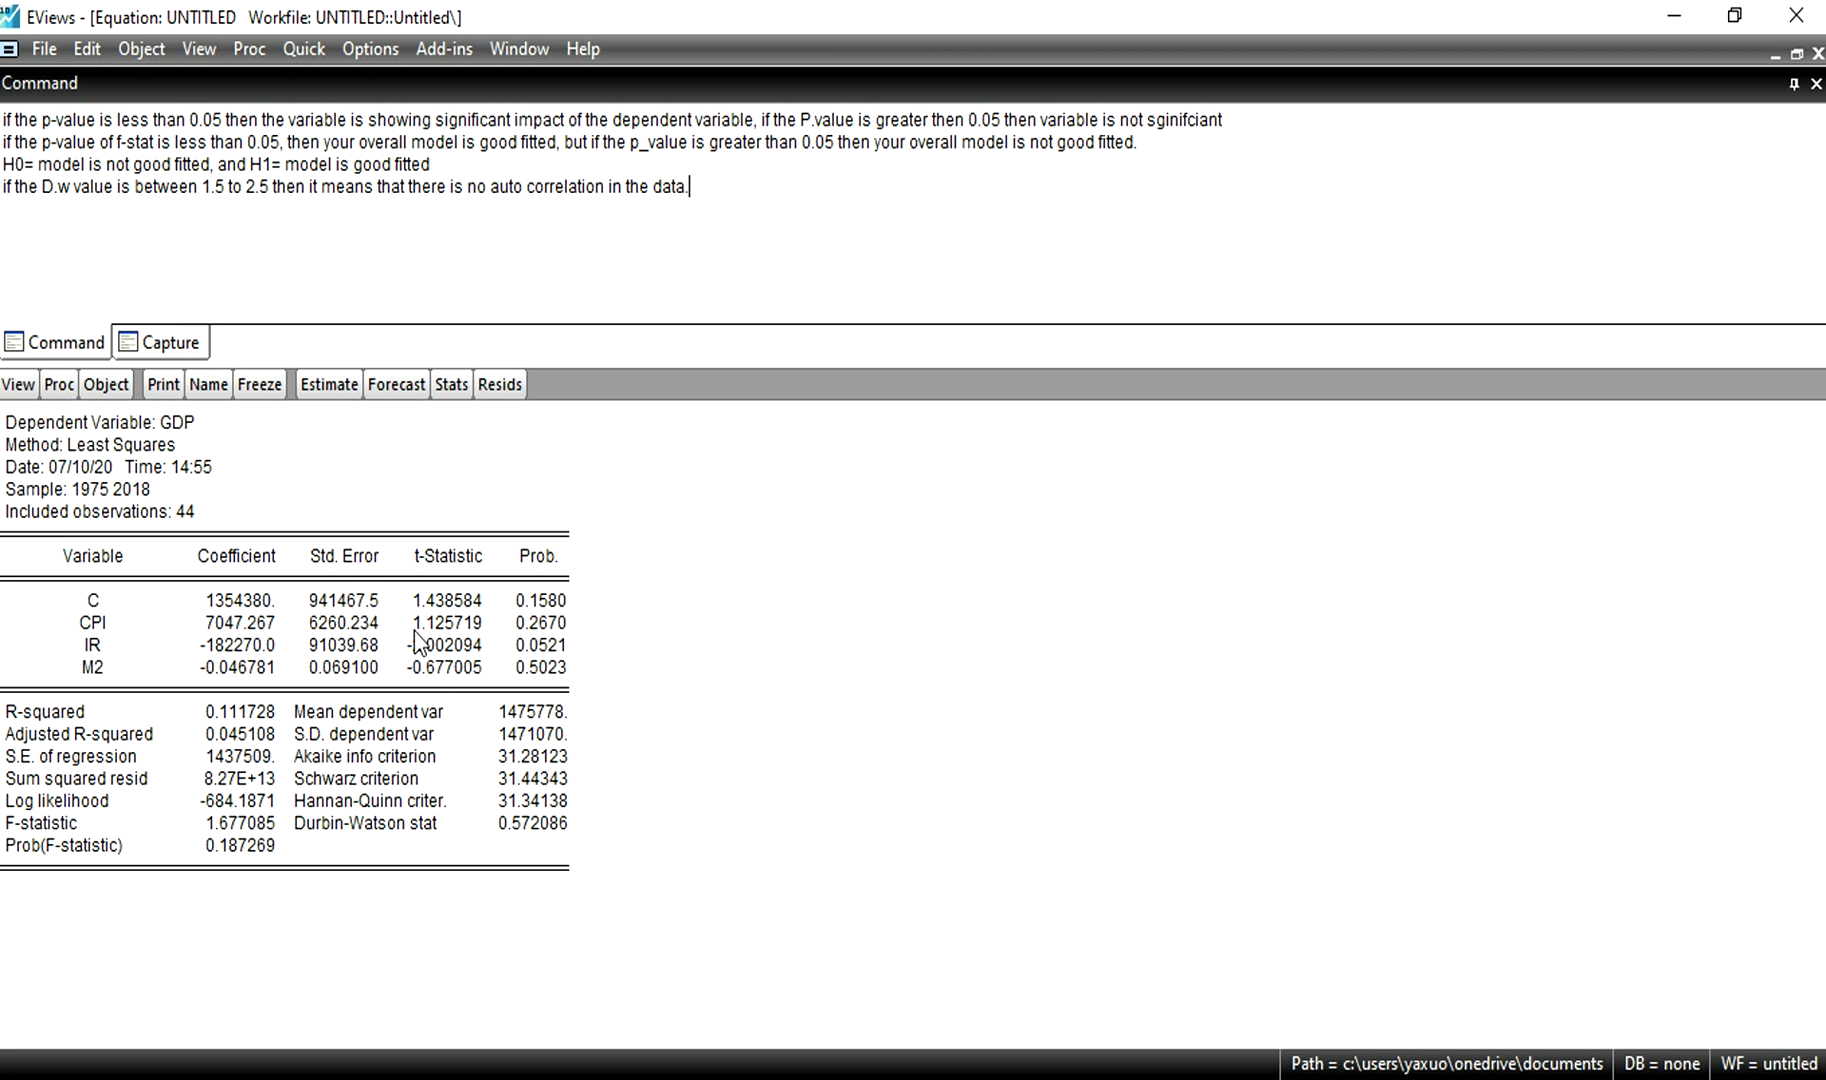 EViews - [Equation: UNTITLED   Workfile: UNTITLED::Untitled\]
File Edit Object View Proc Quick Options Add-ins Window Help
Command
if the p-value is less than 0.05 then the variable is showing significant impact of the dependent variable, if the P.value is greater then 0.05 then variable is not sginifciant
if the p-value of f-stat is less than 0.05, then your overall model is good fitted, but if the p_value is greater than 0.05 then your overall model is not good fitted.
H0= model is not good fitted, and H1= model is good fitted
if the D.w value is between 1.5 to 2.5 then it means that there is no auto correlation in the data.
Command Capture
View Proc Object Print Name Freeze Estimate Forecast Stats Resids
Dependent Variable: GDP
Method: Least Squares
Date: 07/10/20   Time: 14:55
Sample: 1975 2018
Included observations: 44
Variable Coefficient Std. Error t-Statistic Prob.
C 1354380. 941467.5 1.438584 0.1580
CPI 7047.267 6260.234 1.125719 0.2670
IR -182270.0 91039.68 0.0521
M2 -0.046781 0.069100 -0.677005 0.5023
R-squared 0.111728 Mean dependent var 1475778.
Adjusted R-squared 0.045108 S.D. dependent var 1471070.
S.E. of regression 1437509. Akaike info criterion 31.28123
Sum squared resid 8.27E+13 Schwarz criterion 31.44343
Log likelihood -684.1871 Hannan-Quinn criter. 31.34138
F-statistic 1.677085 Durbin-Watson stat 0.572086
Prob(F-statistic) 0.187269
Path = c:\users\yaxuo\onedrive\documents DB = none WF = untitled